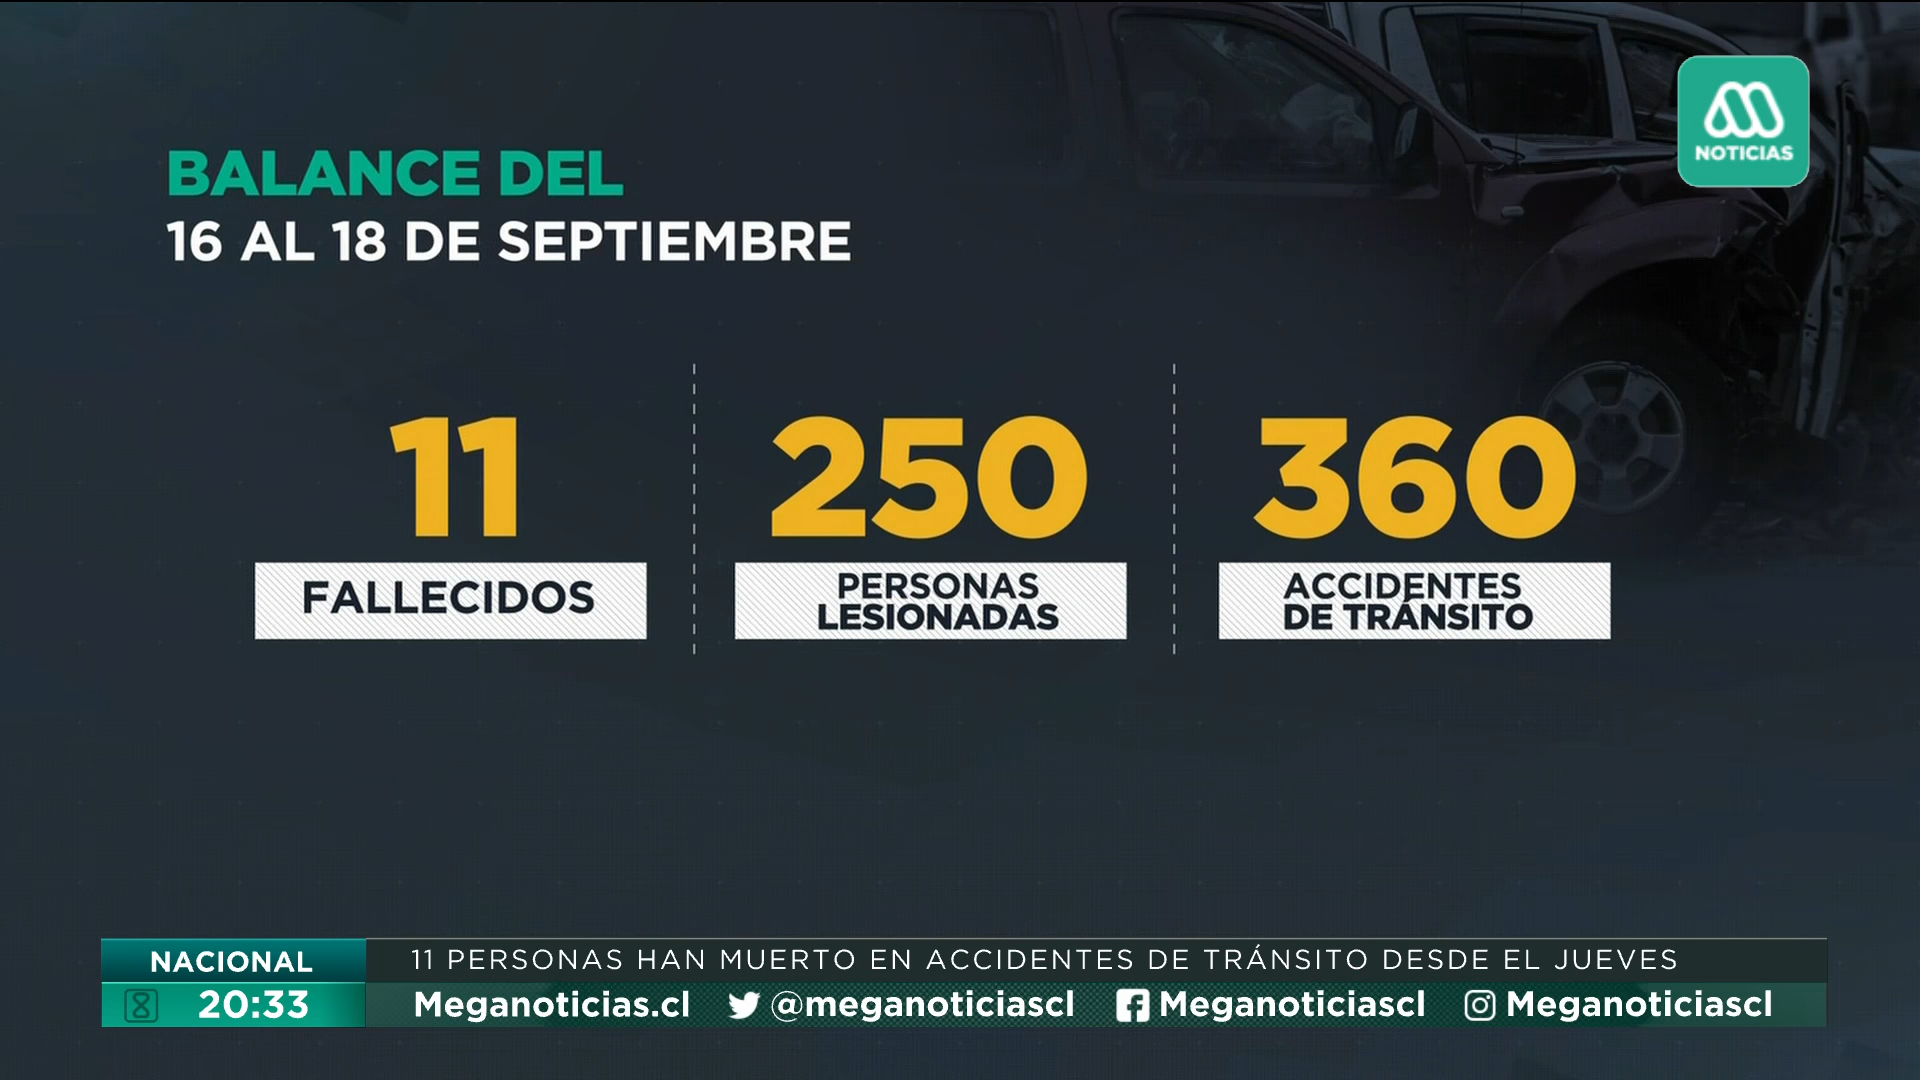 NOTICIAS
BALANCE DEL
16 AL 18 DE SEPTIEMBRE
11
FALLECIDOS
250
PERSONAS
LESIONADAS
360
ACCIDENTES
DE TRÁNSITO
NACIONAL
11 PERSONAS HAN MUERTO EN ACCIDENTES DE TRÁNSITO DESDE EL JUEVES
20:33
Meganoticias.cl @meganoticiascl Meganoticiascl Meganoticiascl